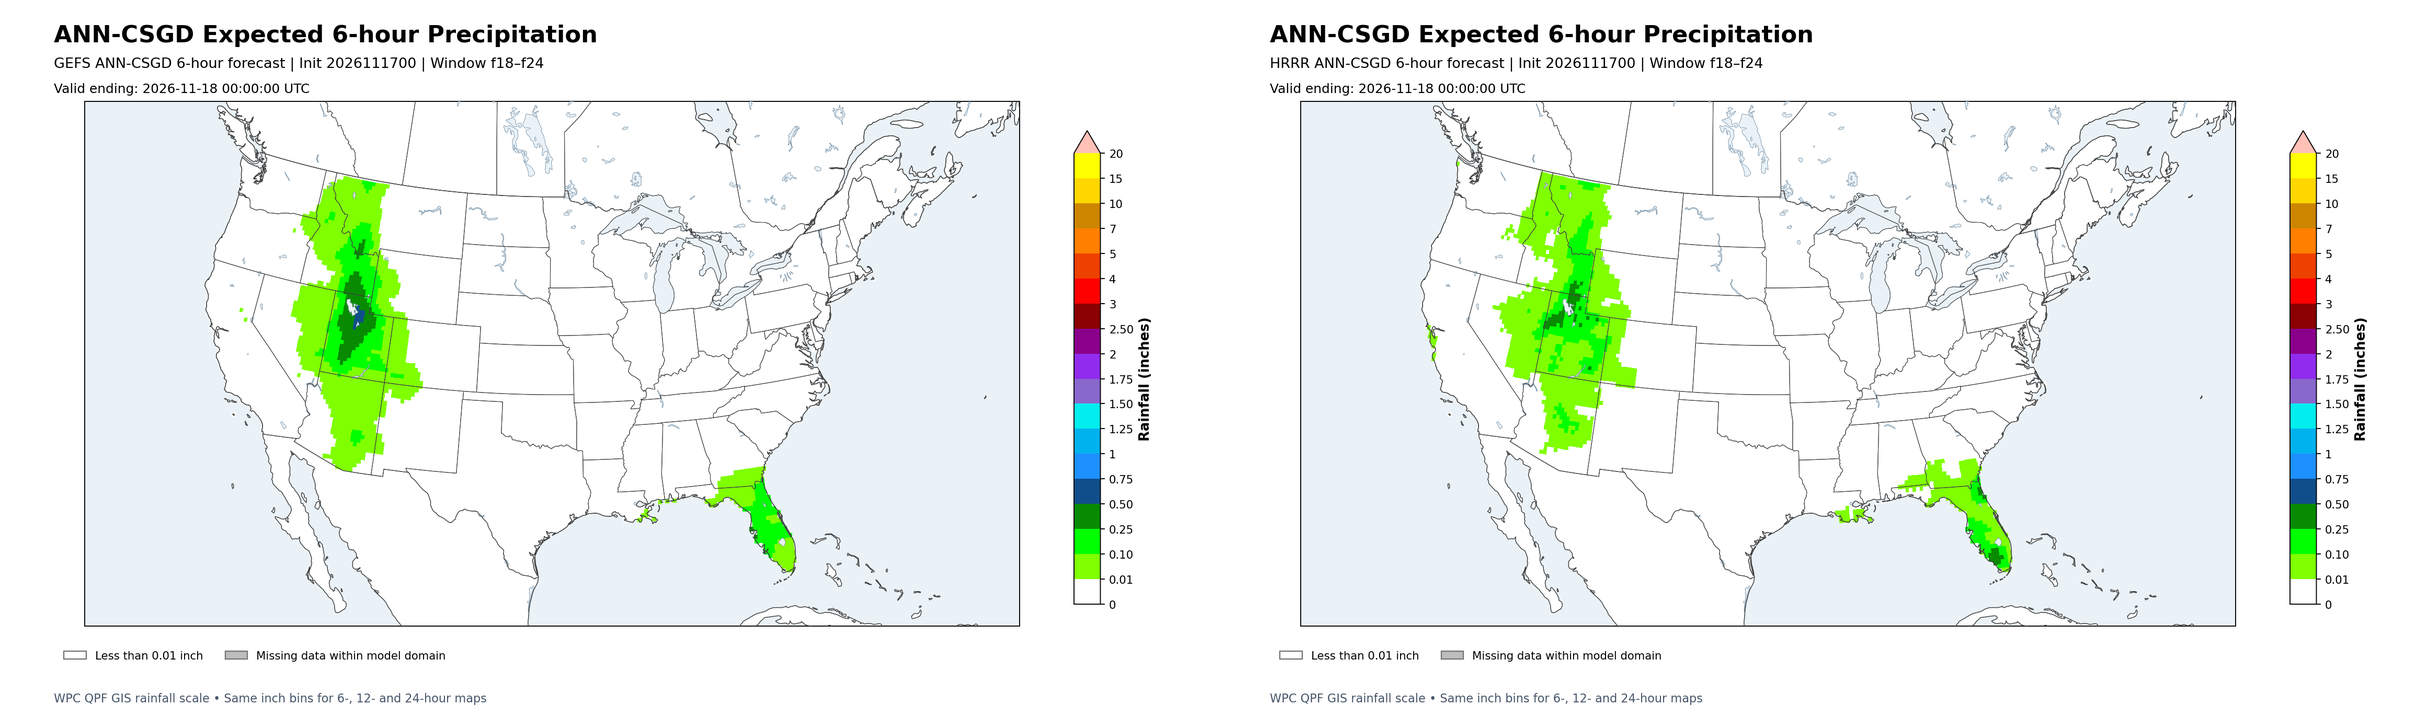 ANN-CSGD Expected 6-hour Precipitation
GEFS ANN-CSGD 6-hour forecast | Init 2026111700 | Window f18–f24
Valid ending: 2026-11-18 00:00:00 UTC
20
15
10
7
5
4
3
2.50
2
1.75
1.50
1.25
1
0.75
0.50
0.25
0.10
0.01
0
Rainfall (inches)
Less than 0.01 inch
Missing data within model domain
WPC QPF GIS rainfall scale • Same inch bins for 6-, 12- and 24-hour maps
ANN-CSGD Expected 6-hour Precipitation
HRRR ANN-CSGD 6-hour forecast | Init 2026111700 | Window f18–f24
Valid ending: 2026-11-18 00:00:00 UTC
20
15
10
7
5
4
3
2.50
2
1.75
1.50
1.25
1
0.75
0.50
0.25
0.10
0.01
0
Rainfall (inches)
Less than 0.01 inch
Missing data within model domain
WPC QPF GIS rainfall scale • Same inch bins for 6-, 12- and 24-hour maps